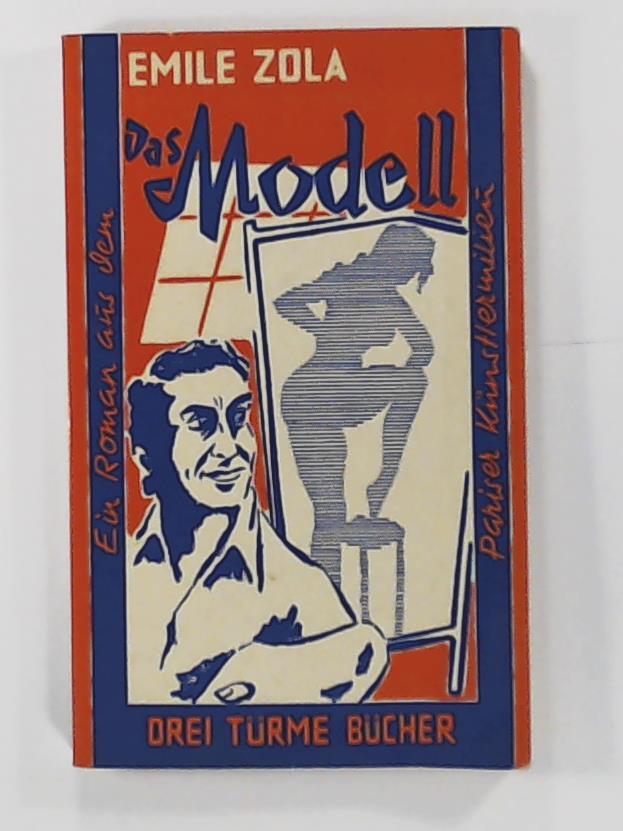 EMILE ZOLA
Das Modell
Ein Roman aus dem
Pariser Künstlermilieu
DREI TÜRME BÜCHER